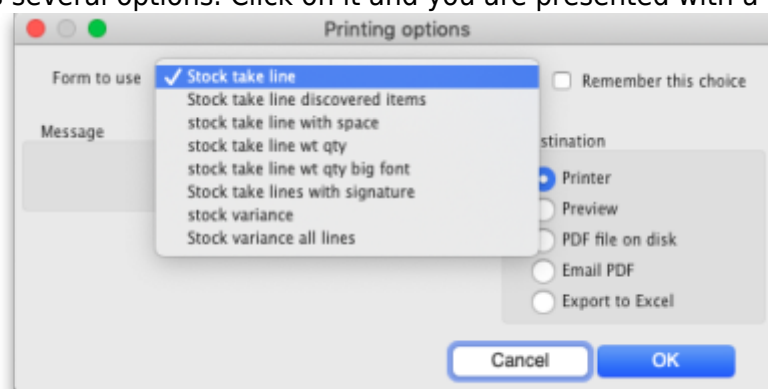 several options. Click on it and you are presented with a
Printing options
Form to use
✓ Stock take line
Stock take line discovered items
stock take line with space
stock take line wt qty
stock take line wt qty big font
Stock take lines with signature
stock variance
Stock variance all lines
Remember this choice
Message
stination
Printer
Preview
PDF file on disk
Email PDF
Export to Excel
Cancel
OK